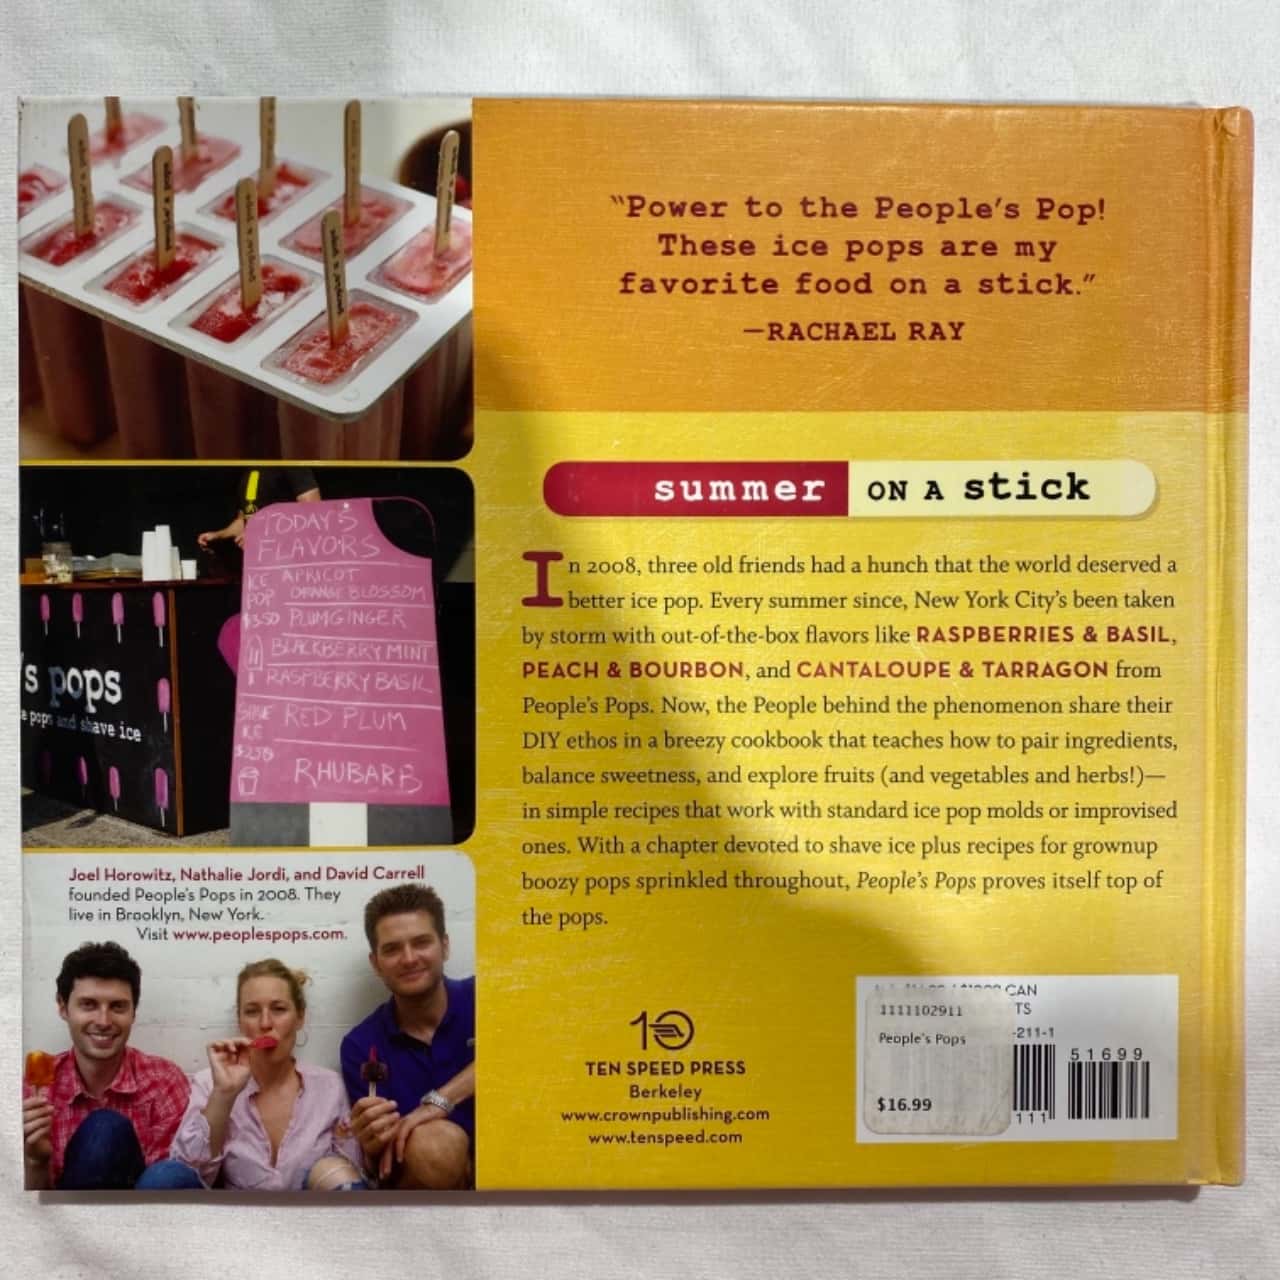 "Power to the People's Pop!
These ice pops are my
favorite food on a stick."
—RACHAEL RAY
summer ON A stick
In 2008, three old friends had a hunch that the world deserved a
better ice pop. Every summer since, New York City's been taken
by storm with out-of-the-box flavors like RASPBERRIES & BASIL,
PEACH & BOURBON, and CANTALOUPE & TARRAGON from
People's Pops. Now, the People behind the phenomenon share their
DIY ethos in a breezy cookbook that teaches how to pair ingredients,
balance sweetness, and explore fruits (and vegetables and herbs!)—
in simple recipes that work with standard ice pop molds or improvised
ones. With a chapter devoted to shave ice plus recipes for grownup
boozy pops sprinkled throughout, People's Pops proves itself top of
the pops.
TODAY'S
FLAVORS
ICE POP $3.50
APRICOT
ORANGE BLOSSOM
PLUM GINGER
BLACKBERRY MINT
RASPBERRY BASIL
RED PLUM
RHUBARB
's pops
pops and shave ice
Joel Horowitz, Nathalie Jordi, and David Carrell
founded People's Pops in 2008. They
live in Brooklyn, New York.
Visit www.peoplespops.com.
10
TEN SPEED PRESS
Berkeley
www.crownpublishing.com
www.tenspeed.com
CAN
TS
-211-1
1111102911
People's Pops
$16.99
51699
111